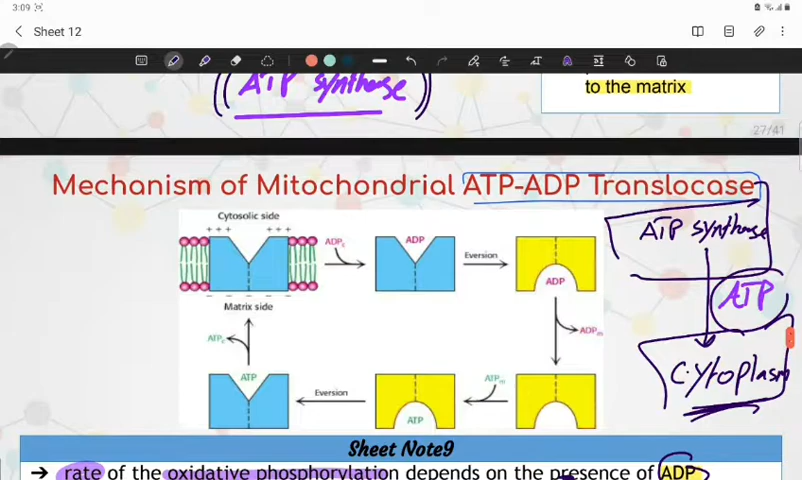 3:09
Sheet 12
((ATP synthase))
to the matrix
27/41
Mechanism of Mitochondrial ATP-ADP Translocase
Cytosolic side
+ + + + + +
ADPc
ADP
Eversion
ADP
ATP synthase
ATP
Cytoplasm
Matrix side
ATPc
ADPm
ATP
Eversion
ATP
ATPm
Sheet Note9
→ rate of the oxidative phosphorylation depends on the presence of ADP